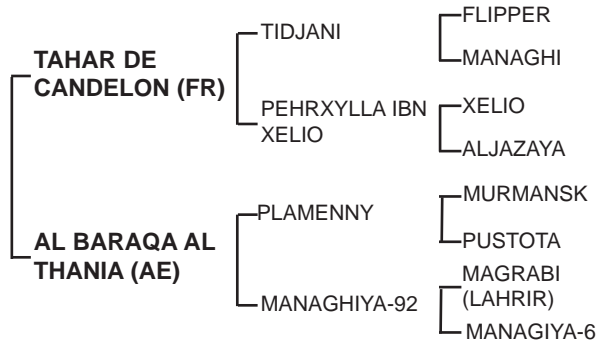 FLIPPER
TIDJANI
MANAGHI
TAHAR DE
CANDELON (FR)
PEHRXYLLA IBN
XELIO
XELIO
ALJAZAYA
MURMANSK
PLAMENNY
PUSTOTA
AL BARAQA AL
THANIA (AE)
MAGRABI
(LAHRIR)
MANAGHIYA-92
MANAGIYA-6